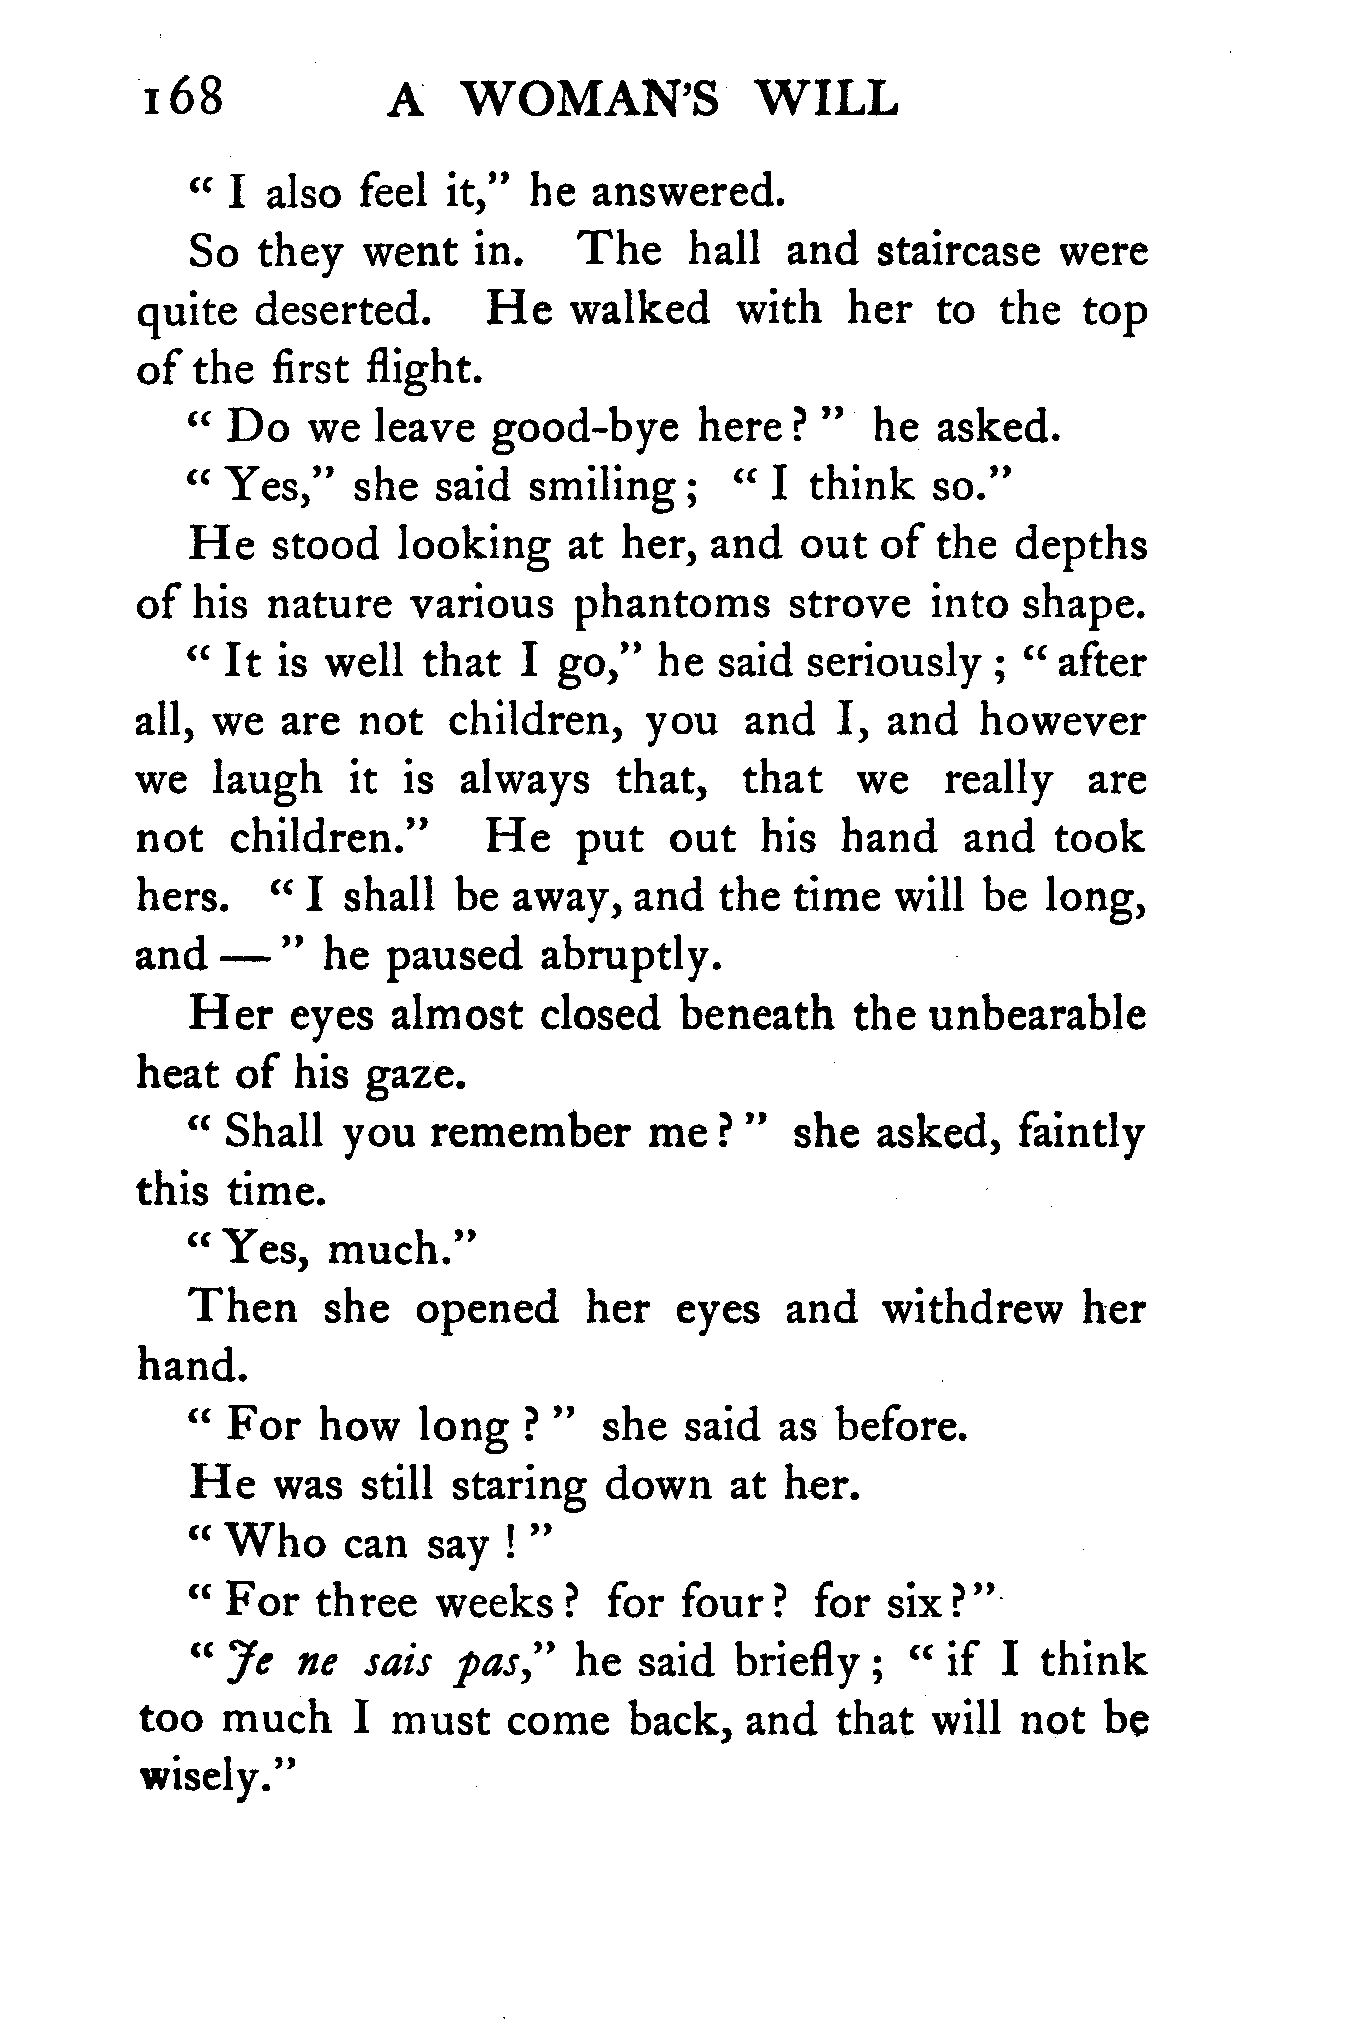 168 A WOMAN'S WILL
“ I also feel it,” he answered.
So they went in. The hall and staircase were
quite deserted. He walked with her to the top
of the first flight.
“ Do we leave good-bye here? ” he asked.
“ Yes,” she said smiling; “ I think so.”
He stood looking at her, and out of the depths
of his nature various phantoms strove into shape.
“ It is well that I go,” he said seriously; “ after
all, we are not children, you and I, and however
we laugh it is always that, that we really are
not children.” He put out his hand and took
hers. “ I shall be away, and the time will be long,
and — ” he paused abruptly.
Her eyes almost closed beneath the unbearable
heat of his gaze.
“ Shall you remember me? ” she asked, faintly
this time.
“ Yes, much.”
Then she opened her eyes and withdrew her
hand.
“ For how long ? ” she said as before.
He was still staring down at her.
“ Who can say ! ”
“ For three weeks? for four? for six?”
“ Je ne sais pas,” he said briefly; “ if I think
too much I must come back, and that will not be
wisely.”